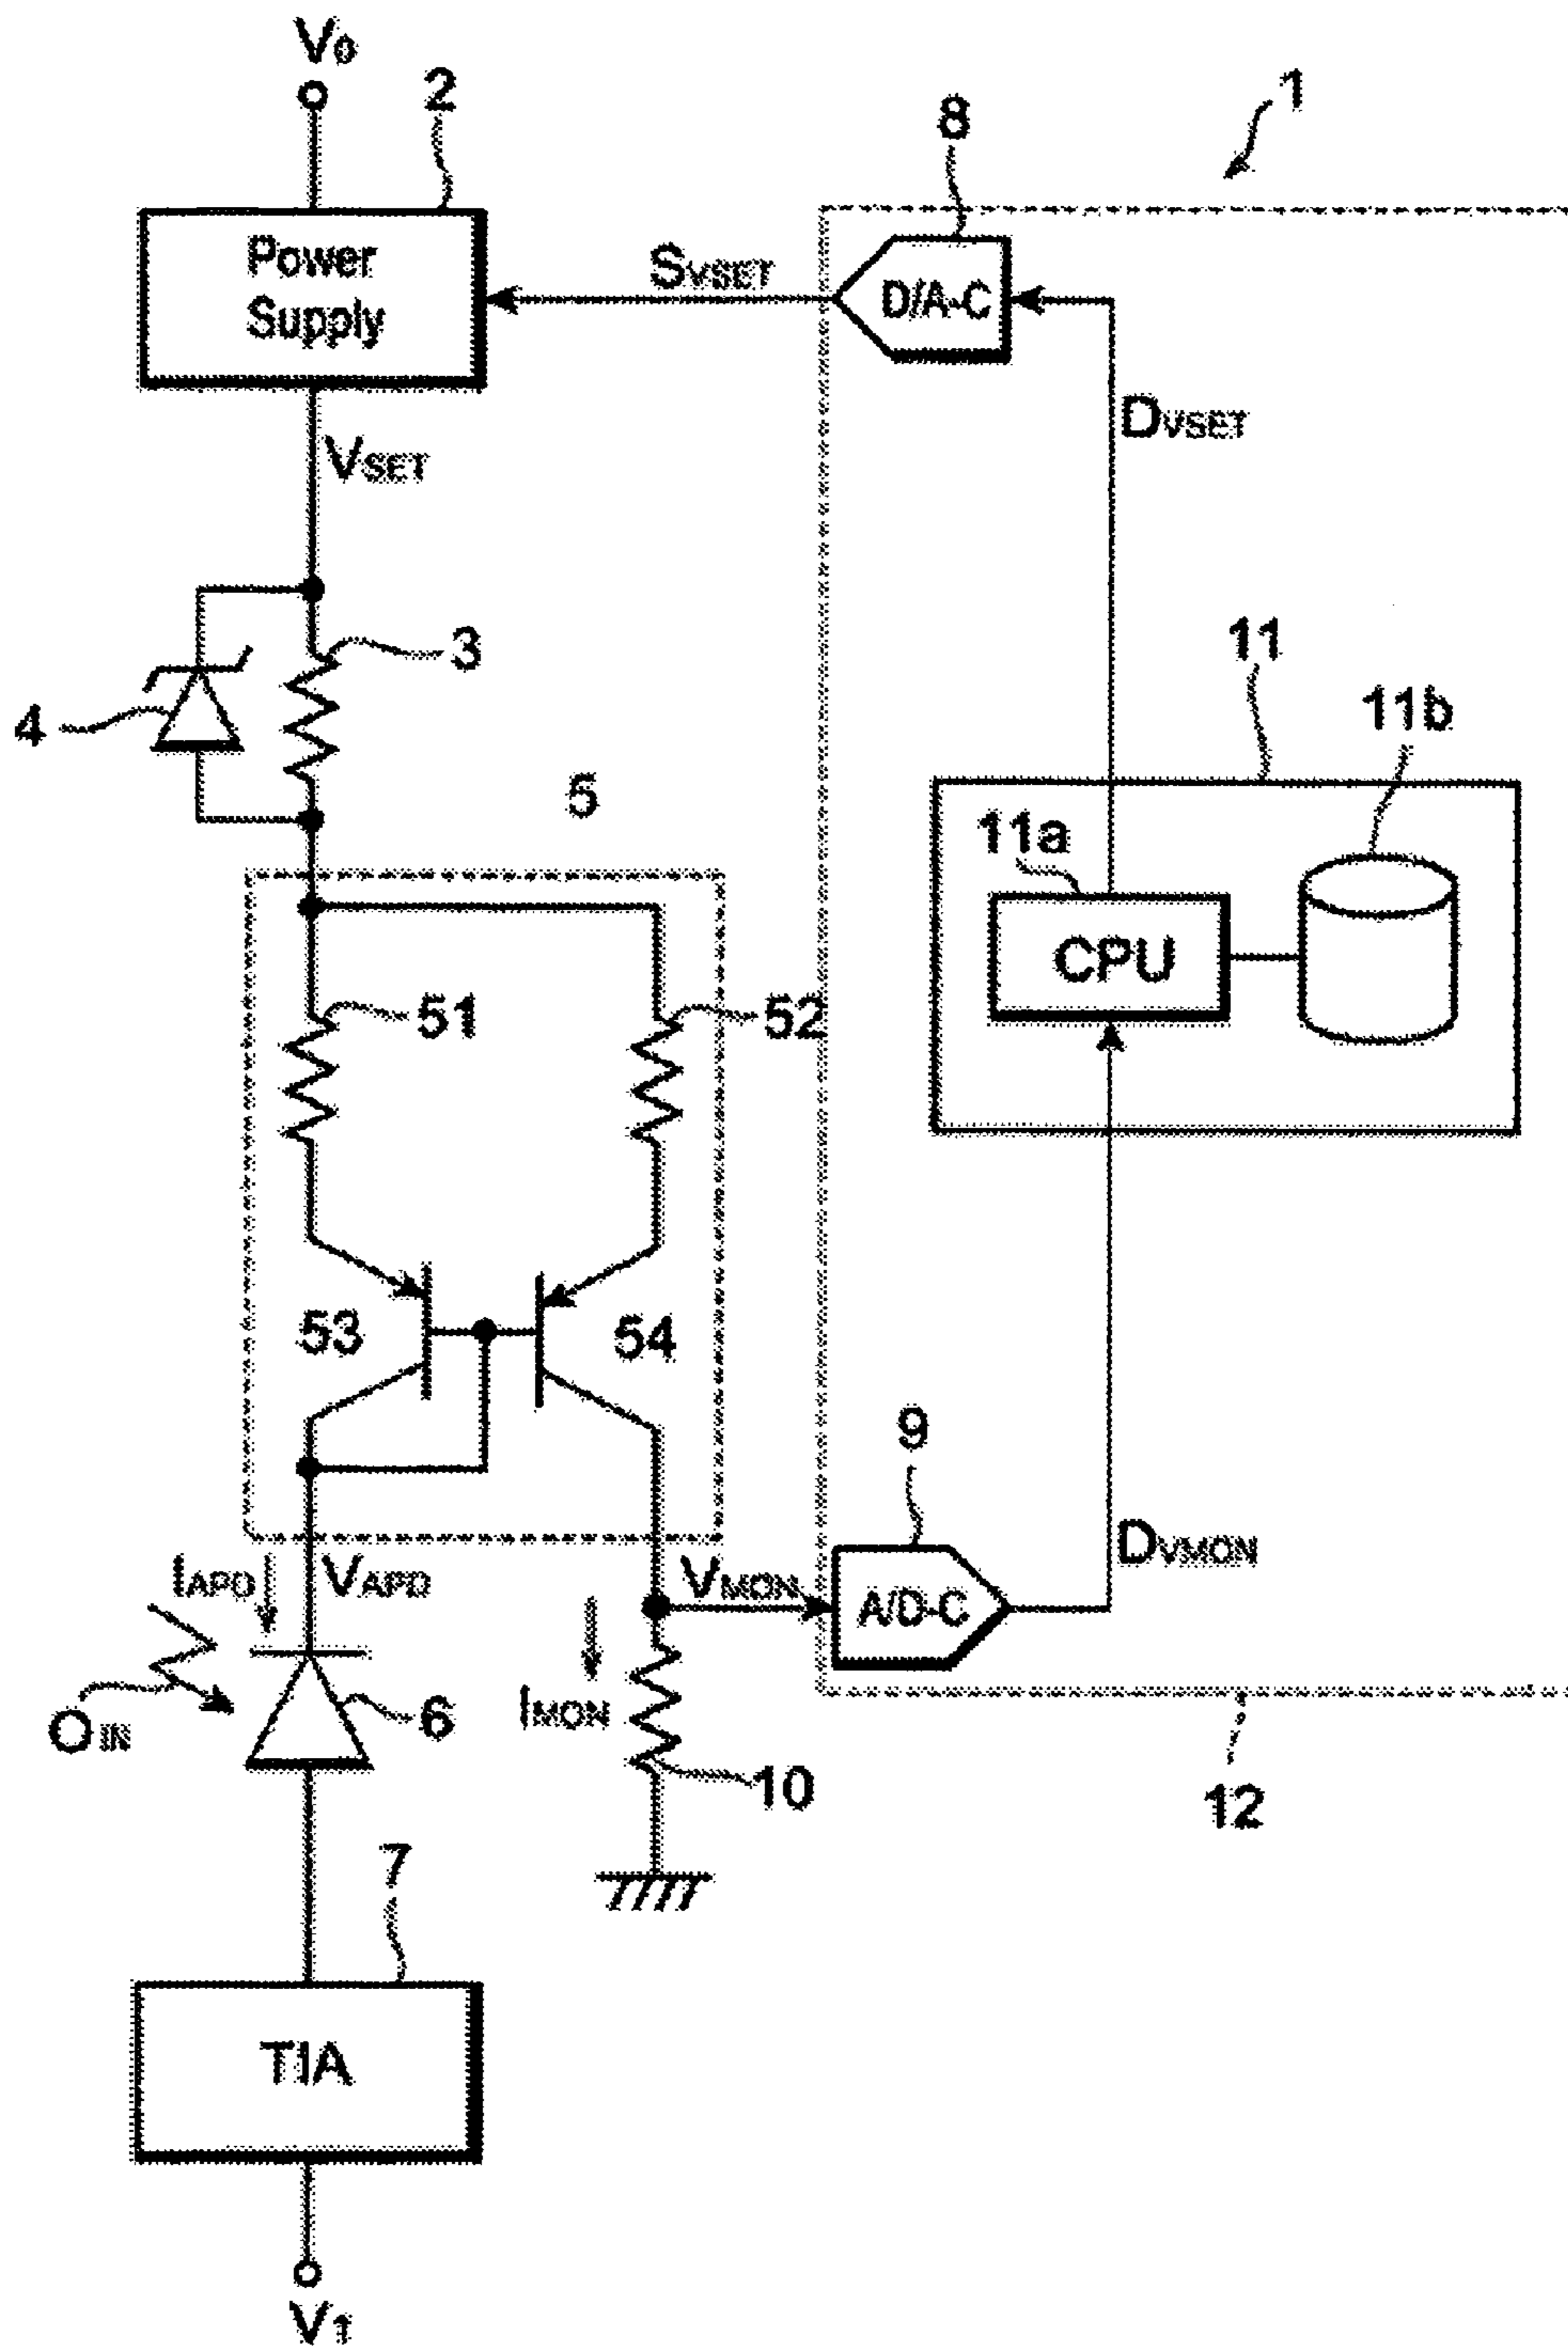 V0
2
8
1
Power
Supply
SVSET
D/A-C
DVSET
VSET
3
4
11
11b
5
11a
CPU
51
52
53
54
9
IAPD
VAPD
VMON
A/D-C
DVMON
OIN
6
IMON
10
12
7
TIA
V1